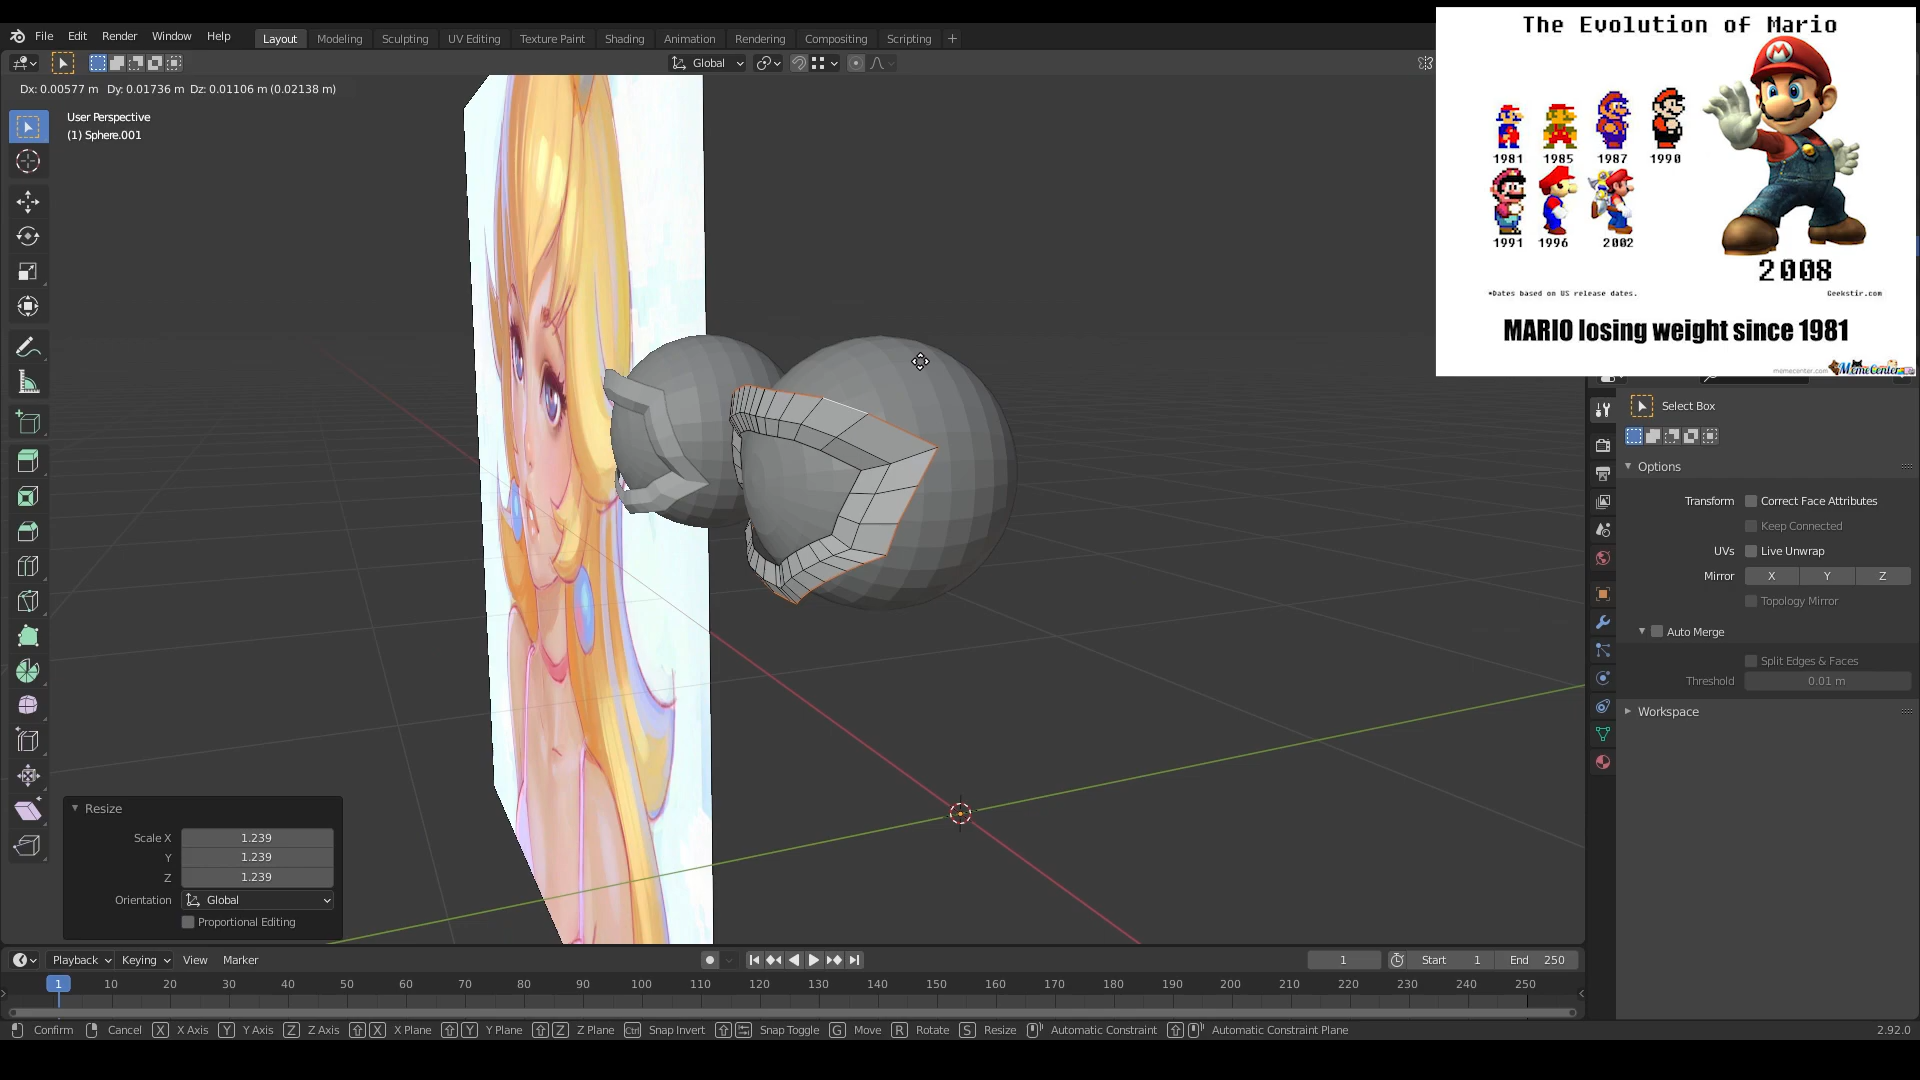 File Edit Render Window Help Layout Modeling Sculpting UV Editing Texture Paint Shading Animation Rendering Compositing Scripting +
Global
Dx: 0.00577 m Dy: 0.01736 m Dz: 0.01106 m (0.02138 m)
User Perspective
(1) Sphere.001
The Evolution of Mario
1981 1985 1987 1990
1991 1996 2002
2008
*Dates based on US release dates. Geekstir.com
MARIO losing weight since 1981
memecenter.com MemeCenter
Select Box
Options
Transform Correct Face Attributes
Keep Connected
UVs Live Unwrap
Mirror X Y Z
Topology Mirror
Auto Merge
Split Edges & Faces
Threshold 0.01 m
Workspace
Resize
Scale X 1.239
Y 1.239
Z 1.239
Orientation Global
Proportional Editing
Playback Keying View Marker 1 Start 1 End 250
1 10 20 30 40 50 60 70 80 90 100 110 120 130 140 150 160 170 180 190 200 210 220 230 240 250
Confirm Cancel X X Axis Y Y Axis Z Z Axis X X Plane Y Y Plane Z Z Plane Ctrl Snap Invert Snap Toggle G Move R Rotate S Resize Automatic Constraint Automatic Constraint Plane 2.92.0